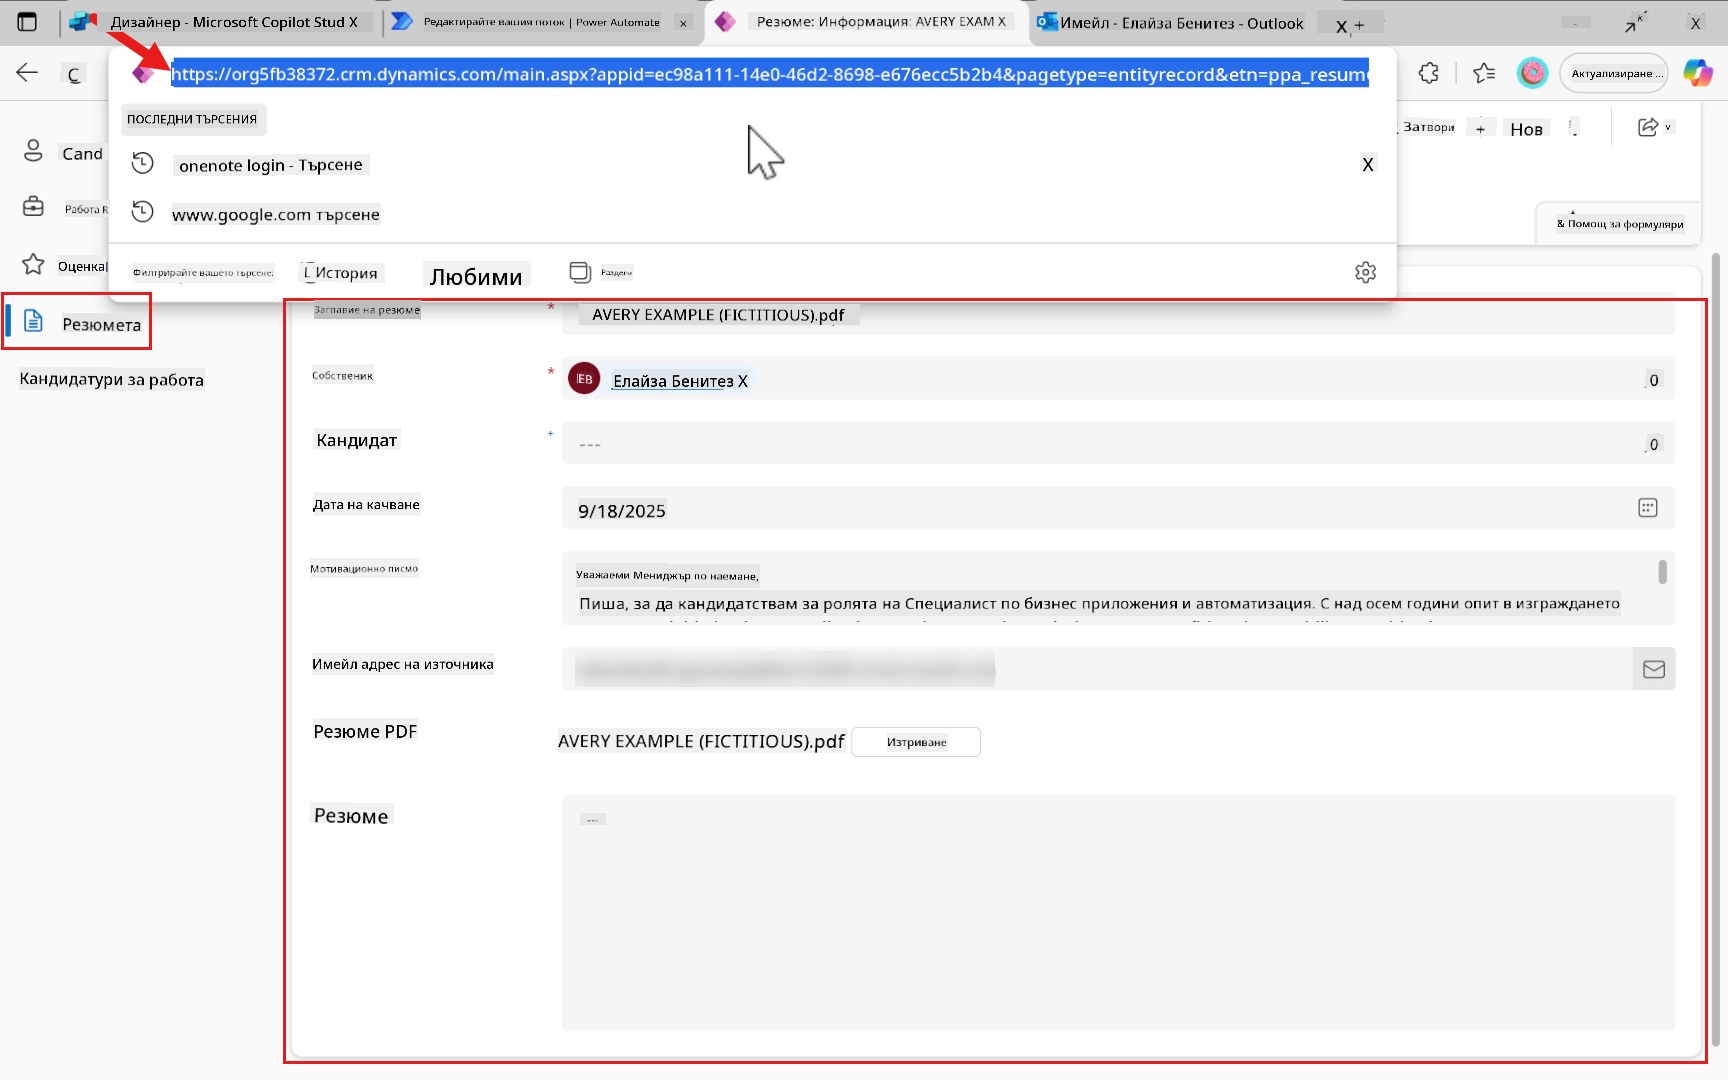 Дизайнер - Microsoft Copilot Stud X
Редактирайте вашия поток | Power Automate
Резюме: Информация: AVERY EXAM X
Имейл - Елайза Бенитез - Outlook
https://org5fb38372.crm.dynamics.com/main.aspx?appid=ec98a111-14e0-46d2-8698-e676ecc5b2b4&pagetype=entityrecord&etn=ppa_resume
Актуализиране ...
ПОСЛЕДНИ ТЪРСЕНИЯ
onenote login - Търсене
X
www.google.com търсене
Филтрирайте вашето търсене:
История
Любими
Раздели
Затвори
+ Нов
& Помощ за формуляри
Cand
Работа R
Оценка
Резюмета
Кандидатури за работа
Заглавие на резюме
*
AVERY EXAMPLE (FICTITIOUS).pdf
Собственик
*
EB
Елайза Бенитез X
Кандидат
+
---
Дата на качване
9/18/2025
Мотивационно писмо
Уважаеми Мениджър по наемане,
Пиша, за да кандидатствам за ролята на Специалист по бизнес приложения и автоматизация. С над осем години опит в изграждането
Имейл адрес на източника
Резюме PDF
AVERY EXAMPLE (FICTITIOUS).pdf
Изтриване
Резюме
---